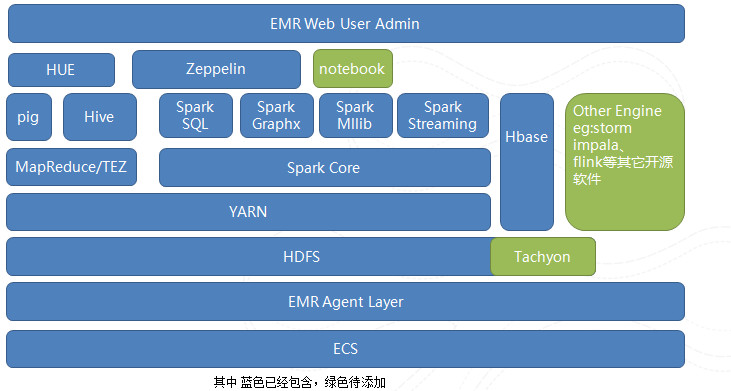 EMR Web User Admin
HUE
Zeppelin
notebook
pig
Hive
Spark
SQL
Spark
Graphx
Spark
Mllib
Spark
Streaming
Hbase
Other Engine
eg:storm
impala、
flink等其它开源
软件
MapReduce/TEZ
Spark Core
YARN
HDFS
Tachyon
EMR Agent Layer
ECS
其中 蓝色已经包含，绿色待添加